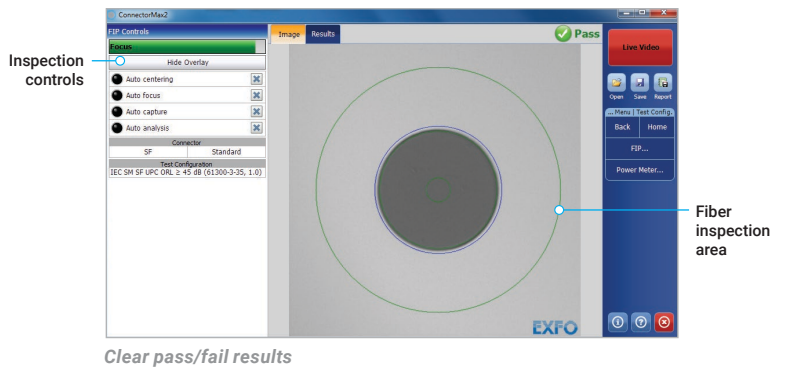 ConnectorMax2
FIP Controls
Focus
Hide Overlay
Auto centering
Auto focus
Auto capture
Auto analysis
Connector
SF Standard
Test Configuration
IEC SM SF UPC ORL ≥ 45 dB (61300-3-35, 1.0)
Inspection
controls
Image Results
Pass
EXFO
Live Video
Open Save Report
... Menu | Test Config.
Back Home
FIP...
Power Meter...
Fiber
inspection
area
Clear pass/fail results